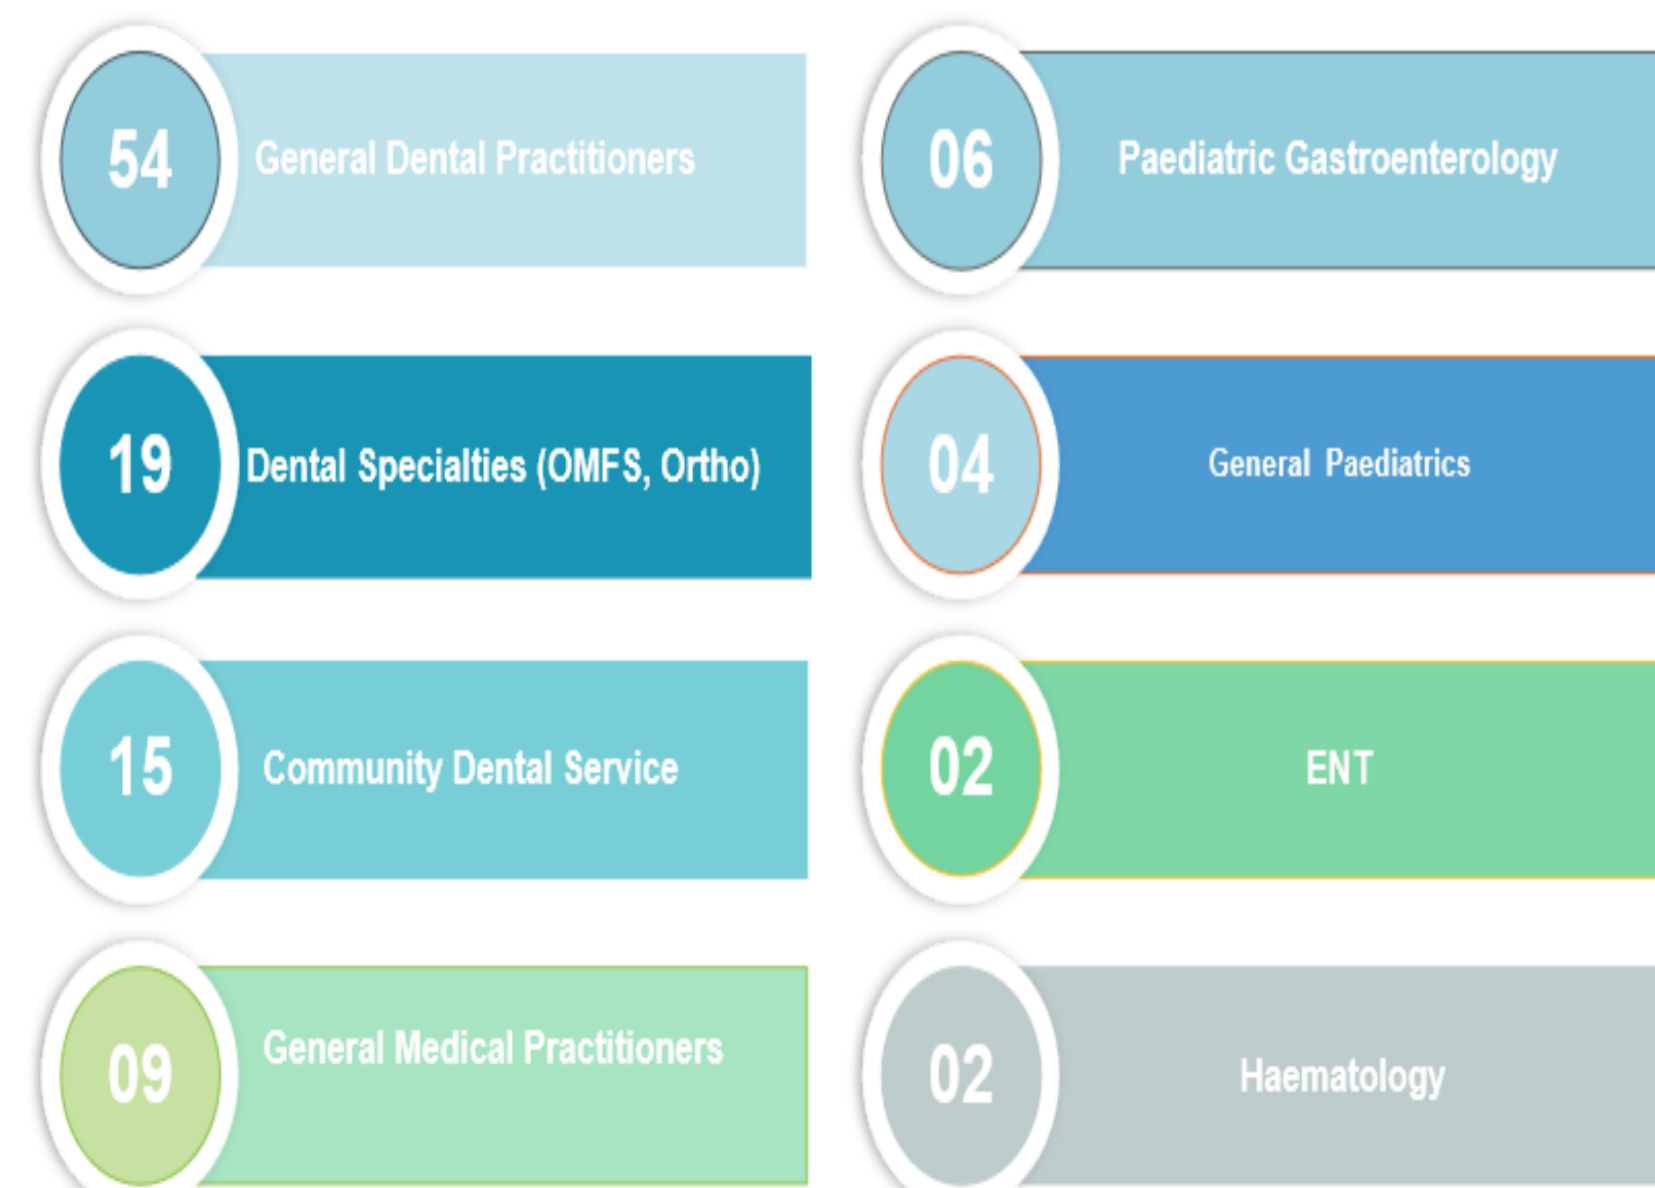 54
General Dental Practitioners
06
Paediatric Gastroenterology
19
Dental Specialties (OMFS, Ortho)
04
General Paediatrics
15
Community Dental Service
02
ENT
09
General Medical Practitioners
02
Haematology